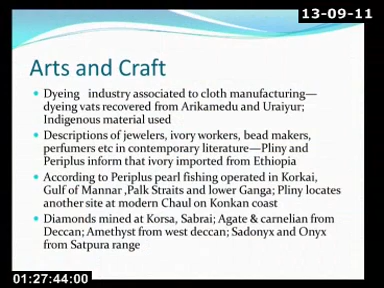 13-09-11
Arts and Craft
• Dyeing industry associated to cloth manufacturing—
dyeing vats recovered from Arikamedu and Uraiyur;
Indigenous material used
• Descriptions of jewelers, ivory workers, bead makers,
perfumers etc in contemporary literature—Pliny and
Periplus inform that ivory imported from Ethiopia
• According to Periplus pearl fishing operated in Korkai,
Gulf of Mannar ,Palk Straits and lower Ganga; Pliny locates
another site at modern Chaul on Konkan coast
• Diamonds mined at Korsa, Sabrai; Agate & carnelian from
Deccan; Amethyst from west deccan; Sadonyx and Onyx
from Satpura range
01:27:44:00